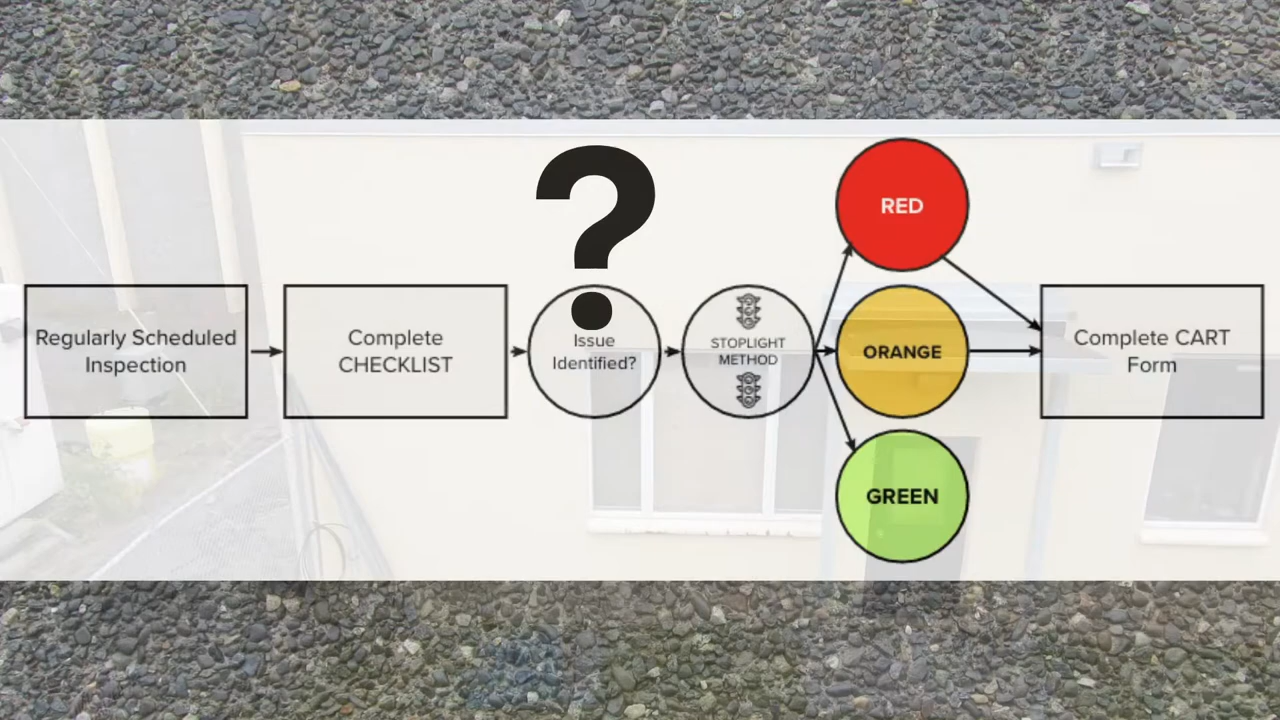 Regularly Scheduled
Inspection
Complete
CHECKLIST
?
Issue
Identified?
STOPLIGHT
METHOD
RED
ORANGE
GREEN
Complete CART
Form